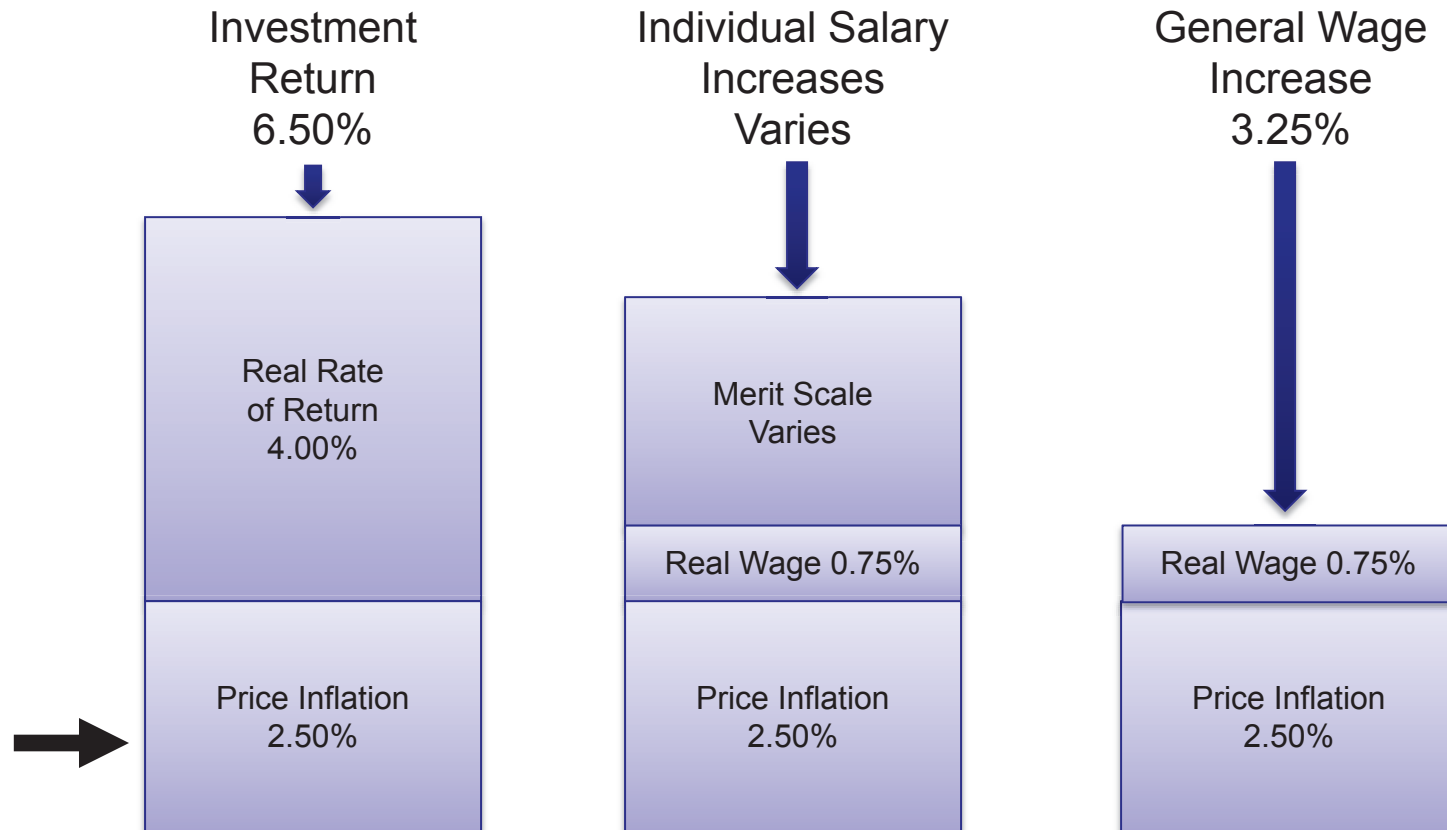 Investment
Return
6.50%
Individual Salary
Increases
Varies
General Wage
Increase
3.25%
Real Rate
of Return
4.00%
Merit Scale
Varies
Real Wage 0.75%
Real Wage 0.75%
Price Inflation
2.50%
Price Inflation
2.50%
Price Inflation
2.50%